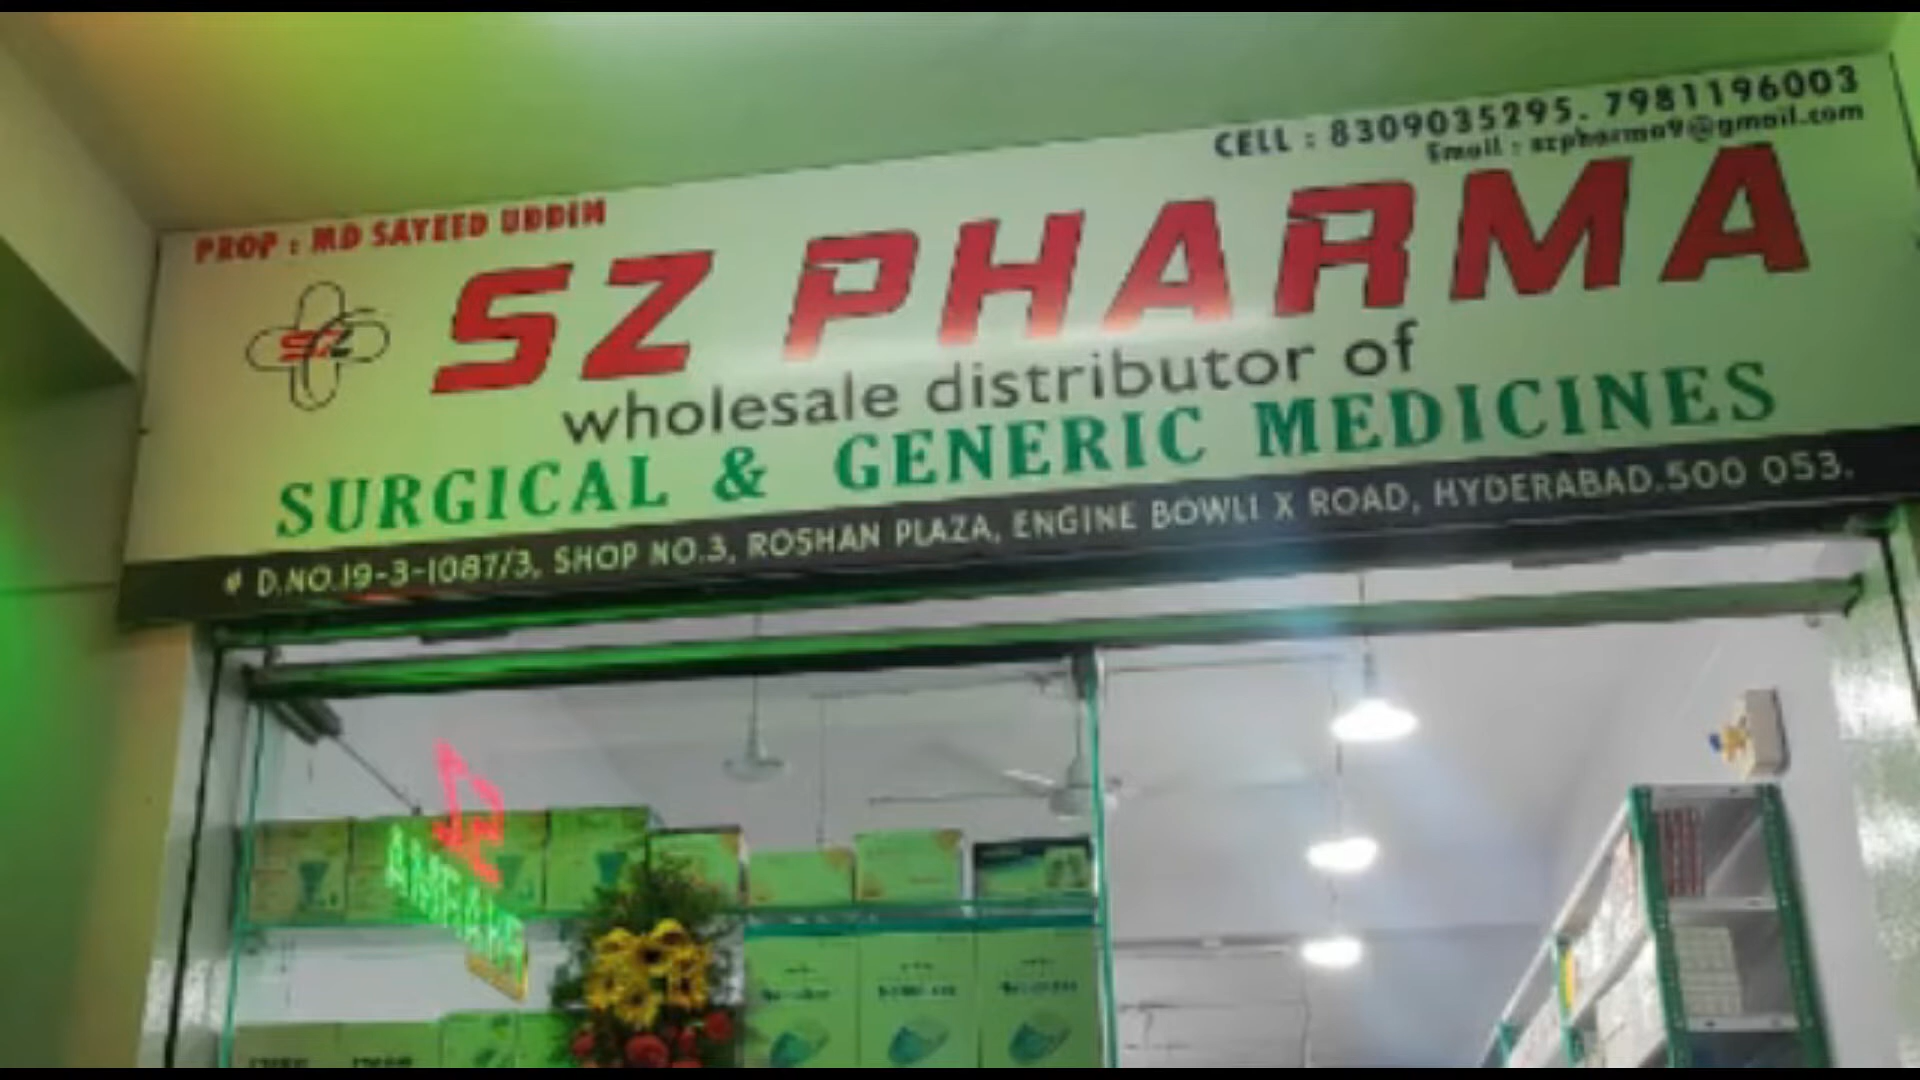 CELL : 8309035295. 7981196003
Email : szpharma9@gmail.com
PROP : MD SAYEED UDDIN
SZ PHARMA
SZ
wholesale distributor of
SURGICAL & GENERIC MEDICINES
# D.NO.19-3-1087/3, SHOP NO.3, ROSHAN PLAZA, ENGINE BOWLI X ROAD, HYDERABAD.500 053.